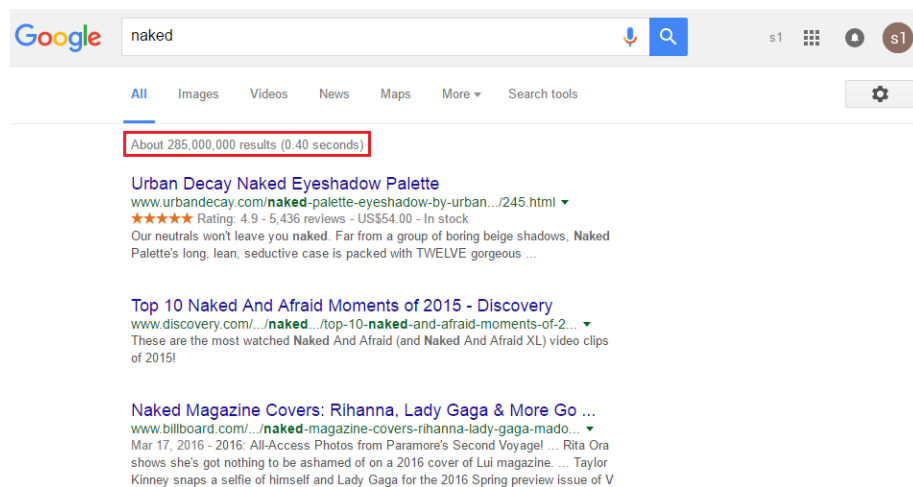 Google naked s1 s1
All Images Videos News Maps More Search tools
About 285,000,000 results (0.40 seconds)
Urban Decay Naked Eyeshadow Palette
www.urbandecay.com/naked-palette-eyeshadow-by-urban.../245.html
Rating: 4.9 - 5,436 reviews - US$54.00 - In stock
Our neutrals won't leave you naked. Far from a group of boring beige shadows, Naked
Palette's long, lean, seductive case is packed with TWELVE gorgeous ...
Top 10 Naked And Afraid Moments of 2015 - Discovery
www.discovery.com/.../naked.../top-10-naked-and-afraid-moments-of-2...
These are the most watched Naked And Afraid (and Naked And Afraid XL) video clips
of 2015!
Naked Magazine Covers: Rihanna, Lady Gaga & More Go ...
www.billboard.com/.../naked-magazine-covers-rihanna-lady-gaga-mado...
Mar 17, 2016 - 2016: All-Access Photos from Paramore's Second Voyage! ... Rita Ora
shows she's got nothing to be ashamed of on a 2016 cover of Lui magazine. ... Taylor
Kinney snaps a selfie of himself and Lady Gaga for the 2016 Spring preview issue of V